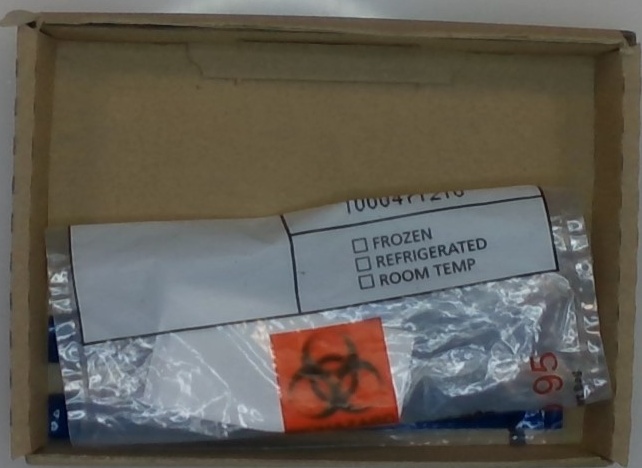 ☐ FROZEN
☐ REFRIGERATED
☐ ROOM TEMP
95